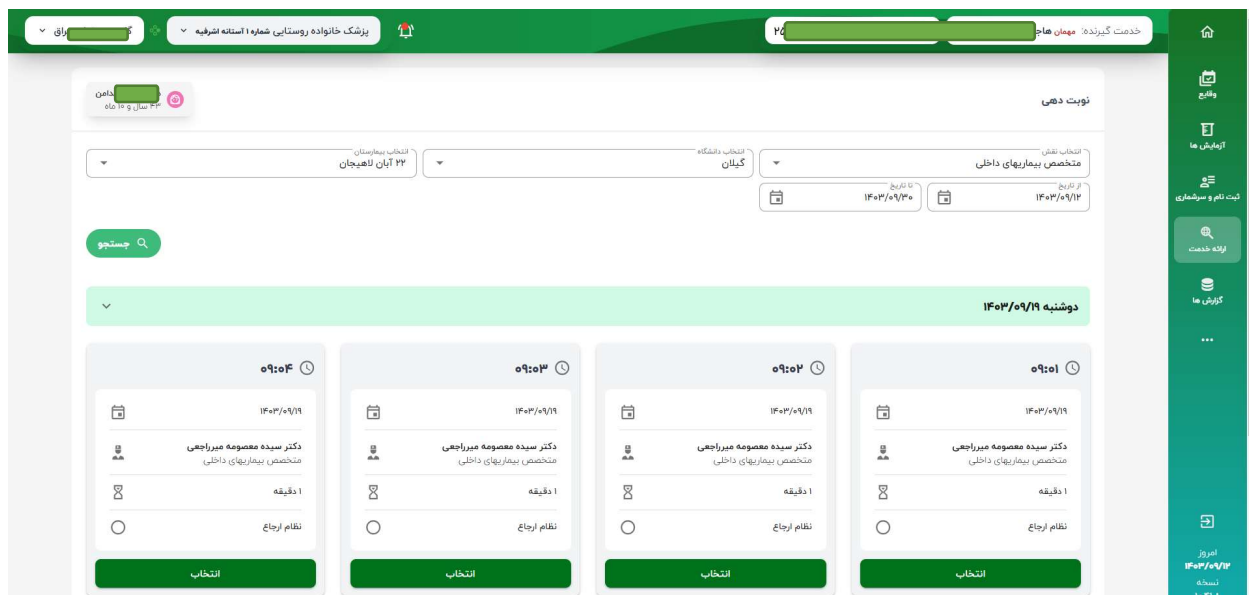 خدمت گیرنده: مهمان هاج
۲۵
پزشک خانواده روستایی شماره ۱ آستانه اشرفیه
وقایع
آزمایش ها
ثبت نام و سرشماری
ارائه خدمت
گزارش ها
...
امروز
۱۴۰۳/۰۹/۱۲
نسخه
نوبت دهی
۴۳ سال و ۱۰ ماه
انتخاب نقش
متخصص بیماریهای داخلی
انتخاب دانشگاه
گیلان
انتخاب بیمارستان
۲۲ آبان لاهیجان
از تاریخ
۱۴۰۳/۰۹/۱۲
تا تاریخ
۱۴۰۳/۰۹/۳۰
جستجو
دوشنبه ۱۴۰۳/۰۹/۱۹
۰۹:۰۱
۱۴۰۳/۰۹/۱۹
دکتر سیده معصومه میرراجعی
متخصص بیماریهای داخلی
۱ دقیقه
نظام ارجاع
انتخاب
۰۹:۰۲
۱۴۰۳/۰۹/۱۹
دکتر سیده معصومه میرراجعی
متخصص بیماریهای داخلی
۱ دقیقه
نظام ارجاع
انتخاب
۰۹:۰۳
۱۴۰۳/۰۹/۱۹
دکتر سیده معصومه میرراجعی
متخصص بیماریهای داخلی
۱ دقیقه
نظام ارجاع
انتخاب
۰۹:۰۴
۱۴۰۳/۰۹/۱۹
دکتر سیده معصومه میرراجعی
متخصص بیماریهای داخلی
۱ دقیقه
نظام ارجاع
انتخاب